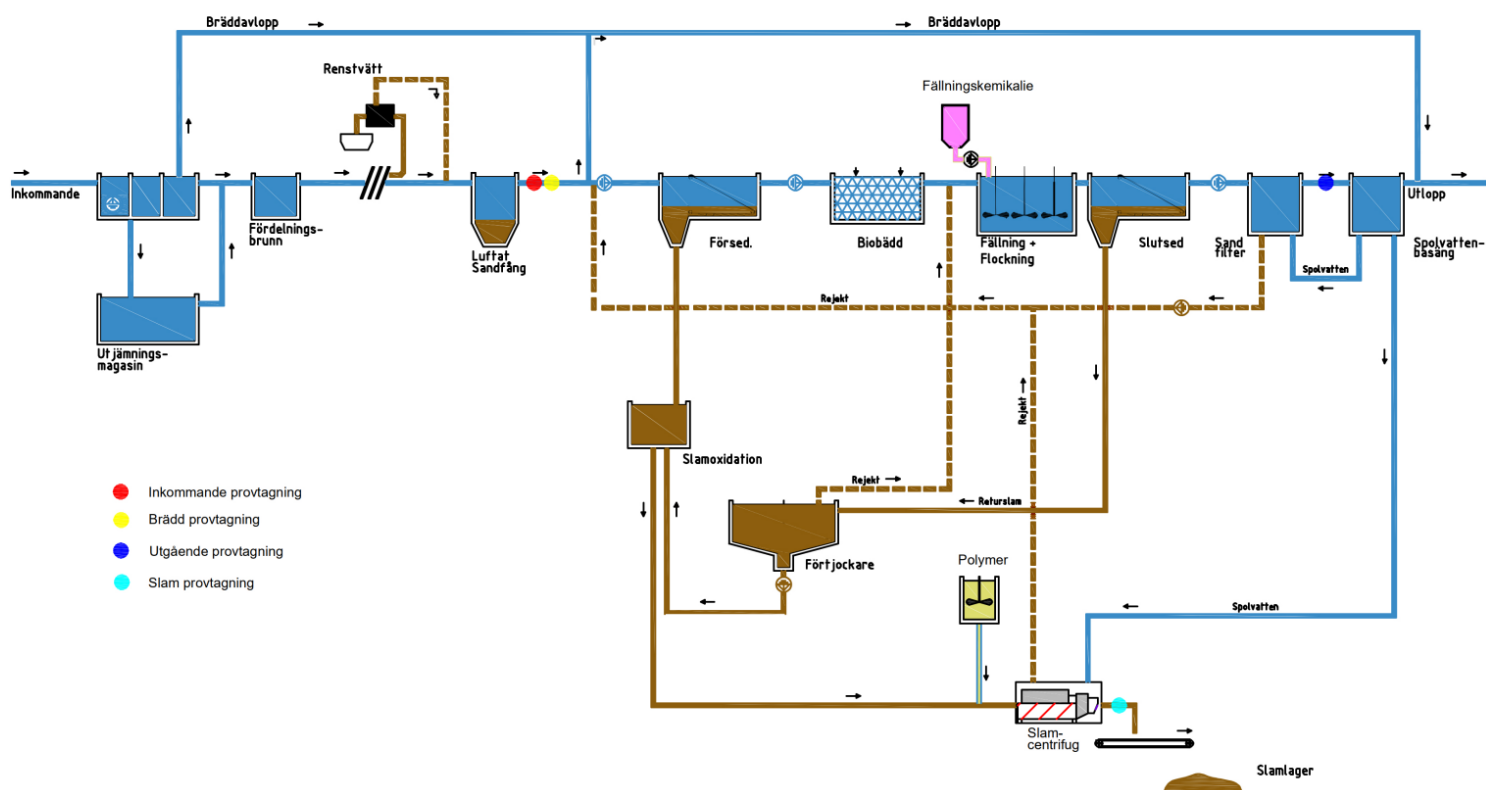 Bräddavlopp
Bräddavlopp
Renstvätt
Fällningskemikalie
Inkommande
Fördelnings-
brunn
Luftat
Sandfång
Försed.
Biobädd
Fällning +
Flockning
Slutsed
Sand
filter
Utlopp
Spolvatten-
basäng
Spolvatten
Rejekt
Utjämnings-
magasin
Rejekt
Slamoxidation
Rejekt
Returslam
Inkommande provtagning
Brädd provtagning
Utgående provtagning
Slam provtagning
Förtjockare
Polymer
Spolvatten
Slam-
centrifug
Slamlager